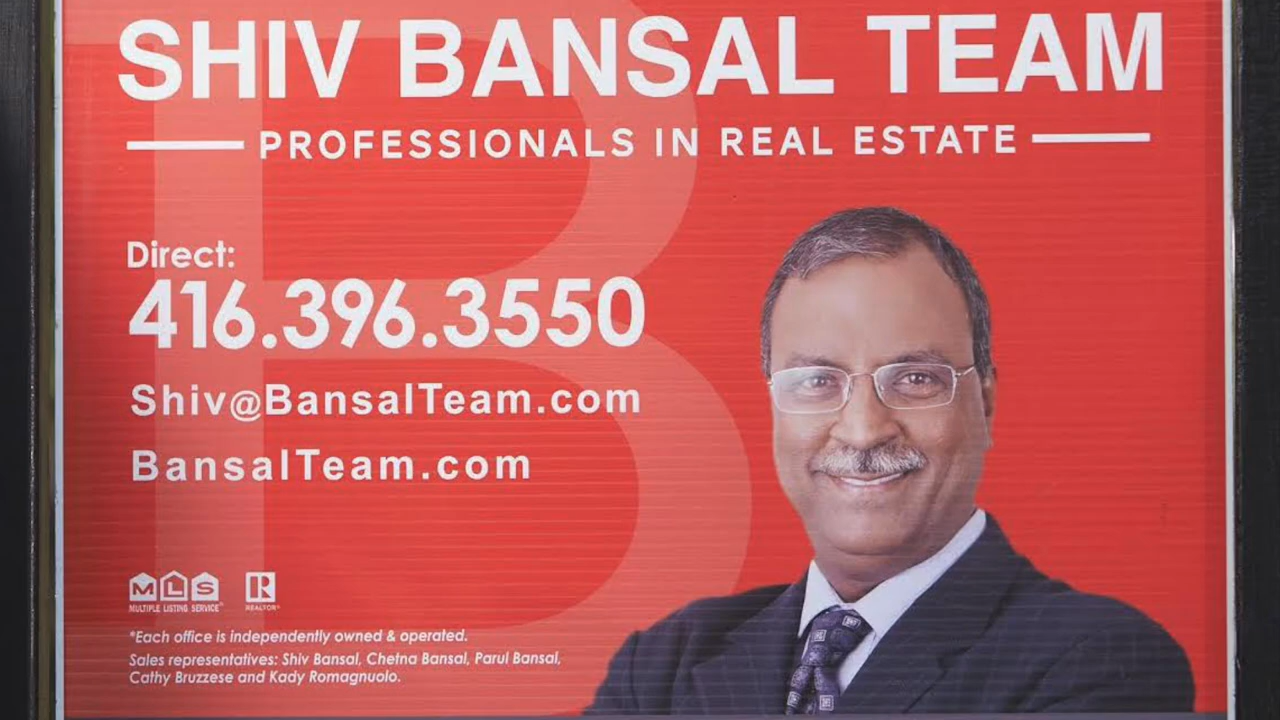 SHIV BANSAL TEAM
PROFESSIONALS IN REAL ESTATE
Direct:
416.396.3550
Shiv@BansalTeam.com
BansalTeam.com
MLS R
MULTIPLE LISTING SERVICE® REALTOR®
*Each office is independently owned & operated.
Sales representatives: Shiv Bansal, Chetna Bansal, Parul Bansal,
Cathy Bruzzese and Kady Romagnuolo.